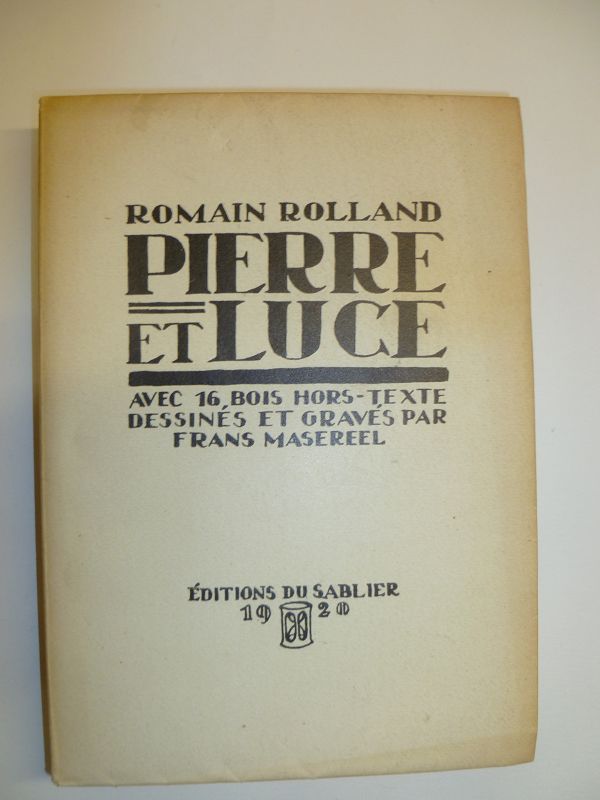 ROMAIN ROLLAND
PIERRE
ET LUCE
AVEC 16 BOIS HORS-TEXTE
DESSINÉS ET GRAVÉS PAR
FRANS MASEREEL
ÉDITIONS DU SABLIER
1920